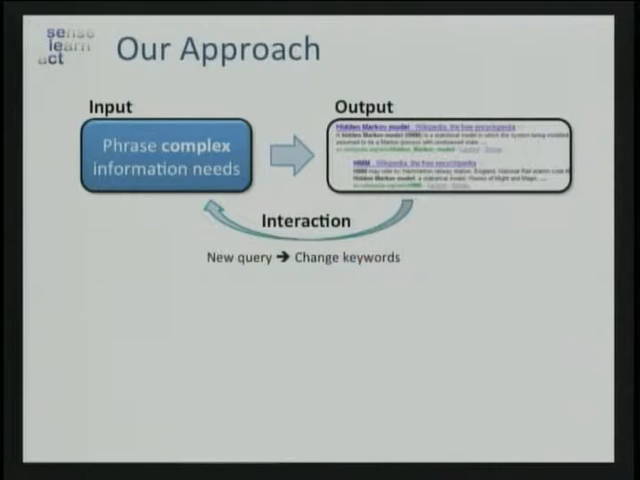 sense
learn
act
Our Approach
Input
Output
Phrase complex
information needs
Hidden Markov model - Wikipedia, the free encyclopedia
HMM - Wikipedia, the free encyclopedia
Interaction
New query ➔ Change keywords